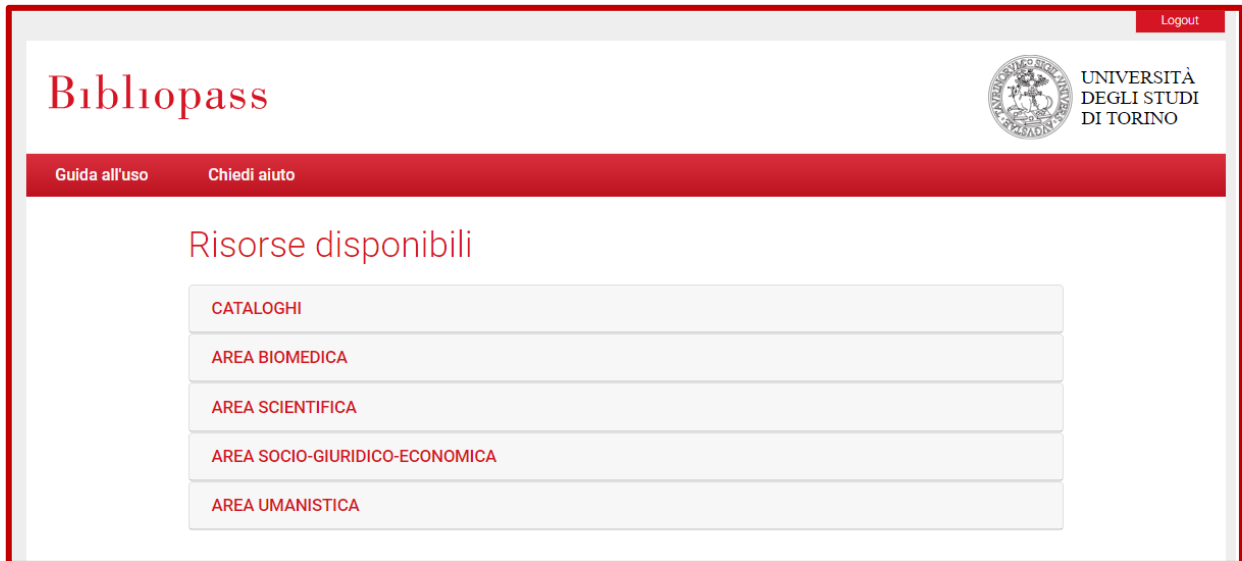 Logout
Bıblıopass
UNIVERSITÀ
DEGLI STUDI
DI TORINO
Guida all'uso
Chiedi aiuto
Risorse disponibili
CATALOGHI
AREA BIOMEDICA
AREA SCIENTIFICA
AREA SOCIO-GIURIDICO-ECONOMICA
AREA UMANISTICA